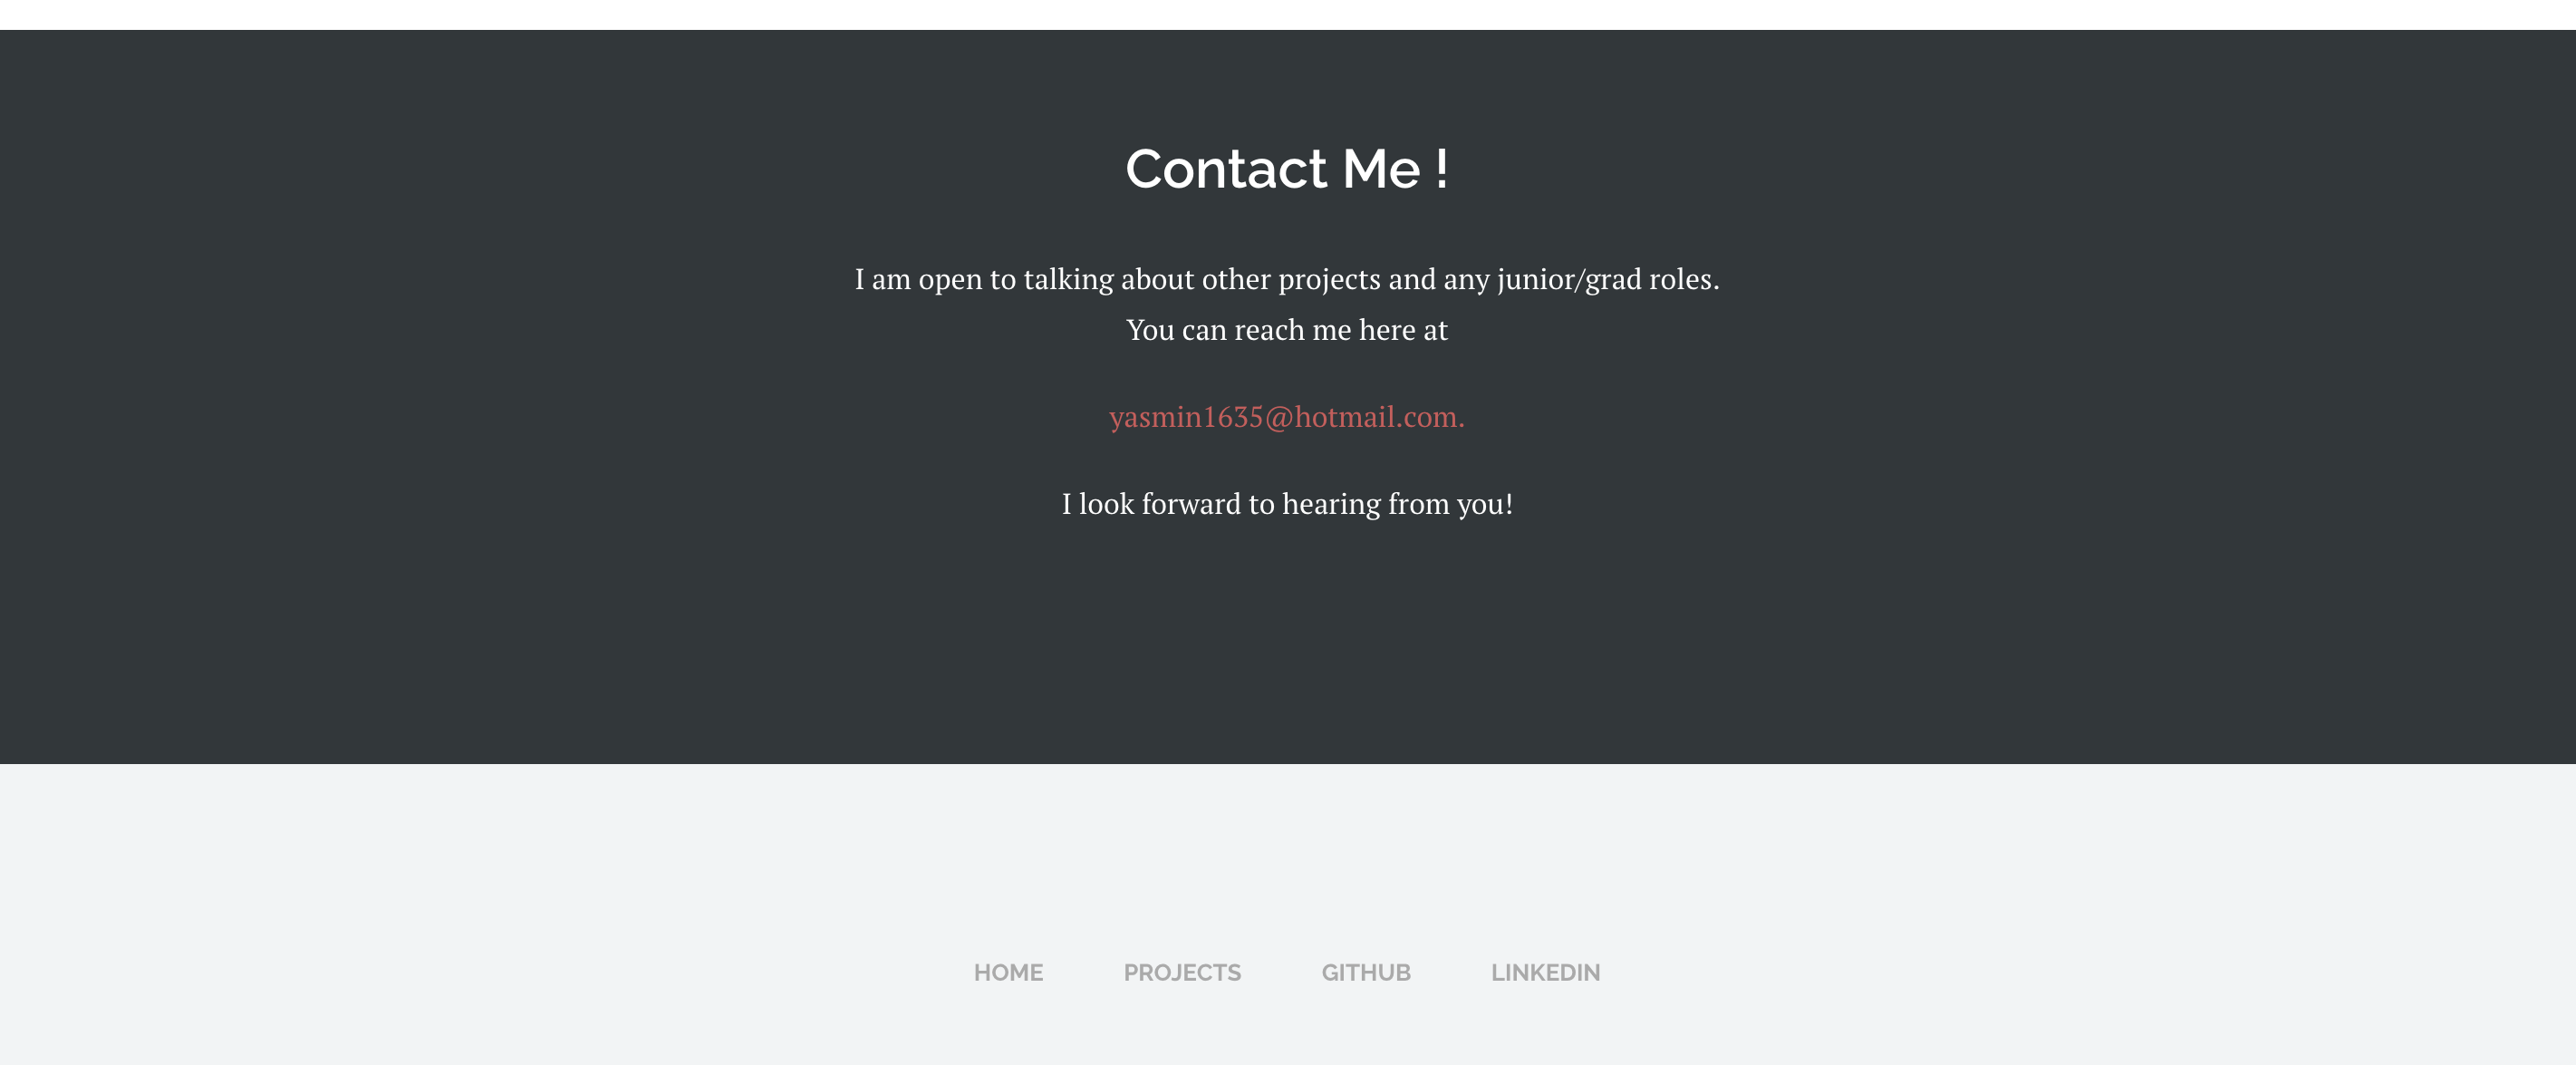 Contact Me !
I am open to talking about other projects and any junior/grad roles.
You can reach me here at
yasmin1635@hotmail.com.
I look forward to hearing from you!
HOME PROJECTS GITHUB LINKEDIN